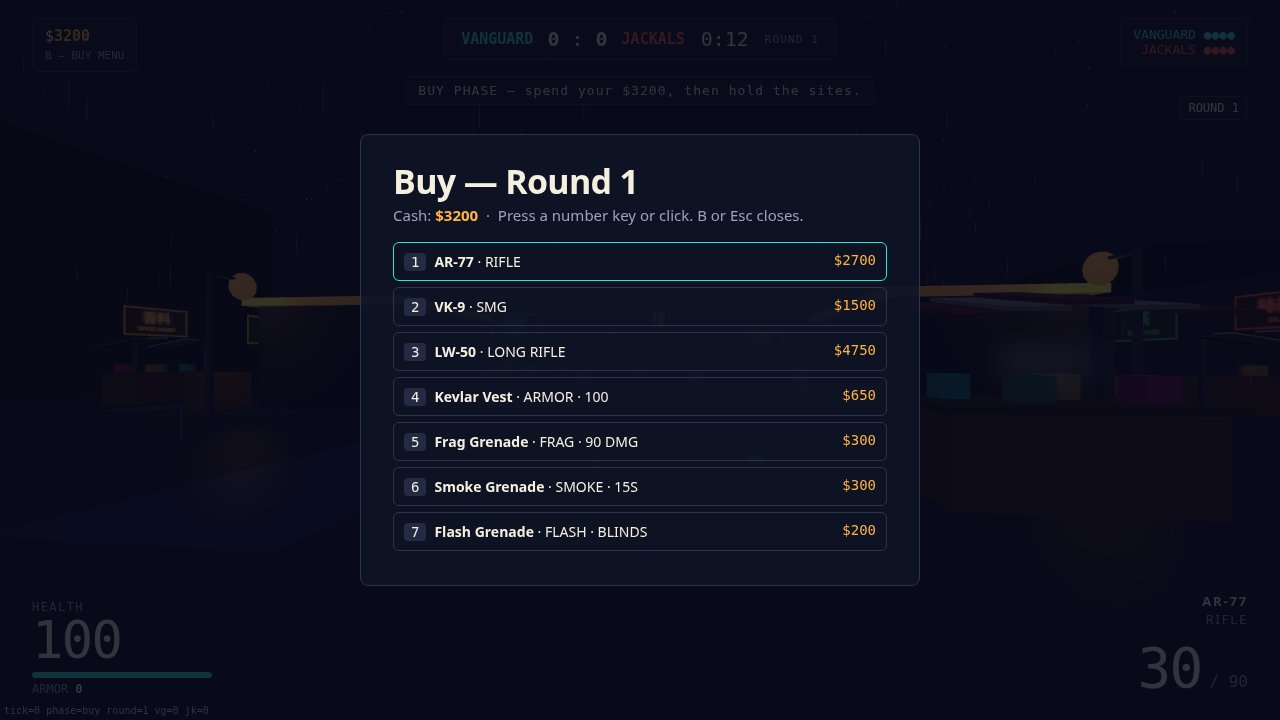 $3200
B — BUY MENU
VANGUARD 0 : 0 JACKALS 0:12 ROUND 1
VANGUARD
JACKALS
BUY PHASE — spend your $3200, then hold the sites.
ROUND 1
Buy — Round 1
Cash: $3200 · Press a number key or click. B or Esc closes.
1 AR-77 · RIFLE $2700
2 VK-9 · SMG $1500
3 LW-50 · LONG RIFLE $4750
4 Kevlar Vest · ARMOR · 100 $650
5 Frag Grenade · FRAG · 90 DMG $300
6 Smoke Grenade · SMOKE · 15S $300
7 Flash Grenade · FLASH · BLINDS $200
香料
HEALTH
100
ARMOR 0
AR-77
RIFLE
30 / 90
tick=0 phase=buy round=1 vg=0 jk=0